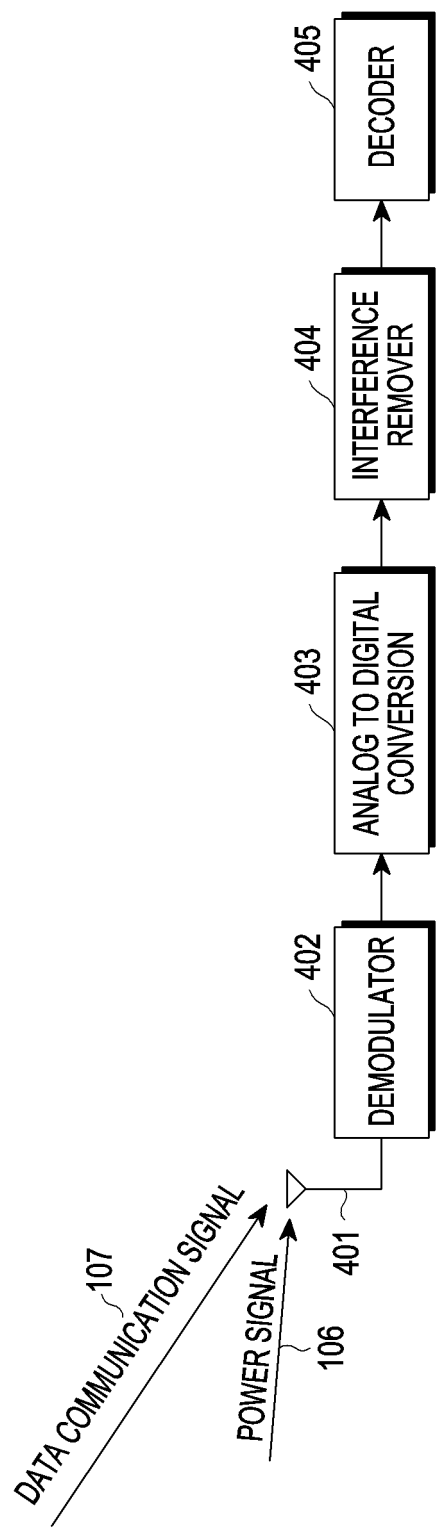 107
DATA COMMUNICATION SIGNAL
POWER SIGNAL
106
401
402
DEMODULATOR
403
ANALOG TO DIGITAL
CONVERSION
404
INTERFERENCE
REMOVER
405
DECODER